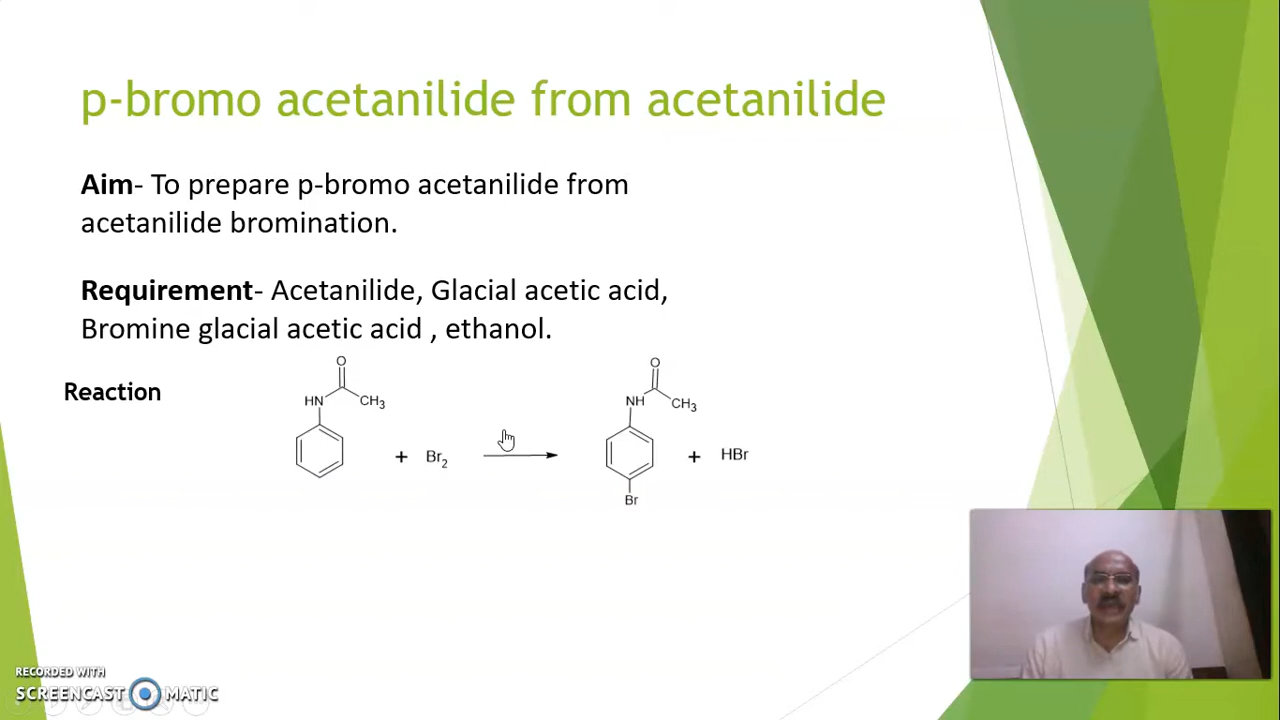 p-bromo acetanilide from acetanilide
Aim- To prepare p-bromo acetanilide from
acetanilide bromination.
Requirement- Acetanilide, Glacial acetic acid,
Bromine glacial acetic acid , ethanol.
Reaction
O
HN
CH3
+ Br2
O
NH
CH3
Br
+ HBr
RECORDED WITH
SCREENCAST MATIC